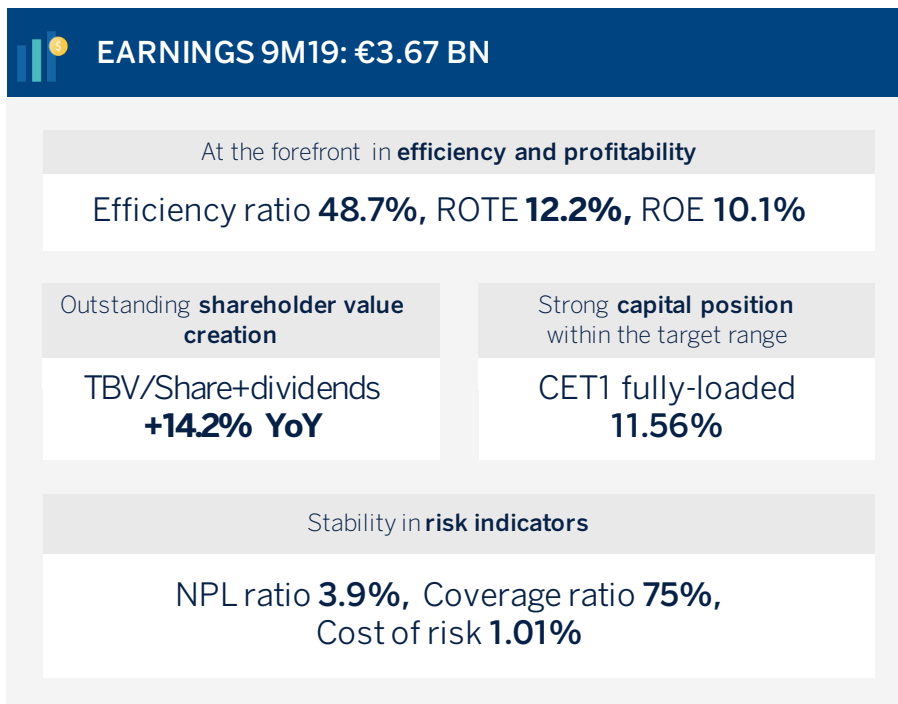 EARNINGS 9M19: €3.67 BN
At the forefront in efficiency and profitability
Efficiency ratio 48.7%, ROTE 12.2%, ROE 10.1%
Outstanding shareholder value
creation
TBV/Share+dividends
+14.2% YoY
Strong capital position
within the target range
CET1 fully-loaded
11.56%
Stability in risk indicators
NPL ratio 3.9%, Coverage ratio 75%,
Cost of risk 1.01%